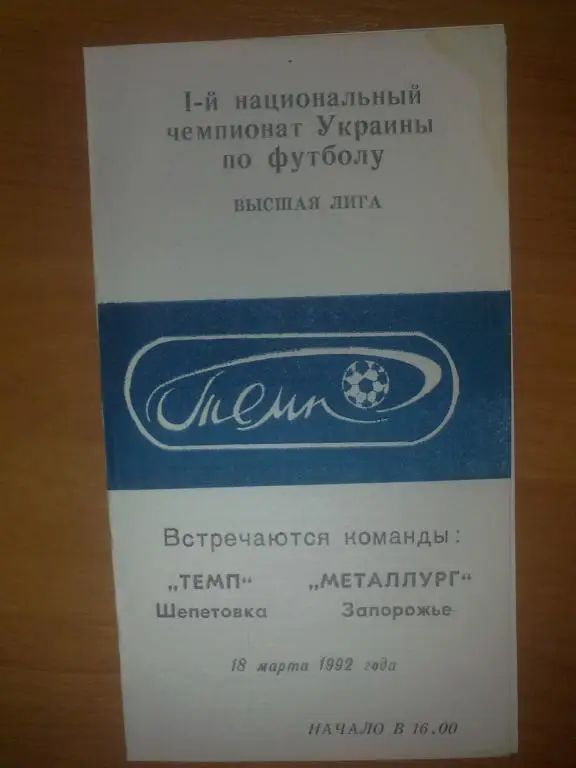 I-й национальный
чемпионат Украины
по футболу
ВЫСШАЯ ЛИГА
Темп
Встречаются команды:
„ТЕМП“ „МЕТАЛЛУРГ“
Шепетовка Запорожье
18 марта 1992 года
НАЧАЛО В 16.00